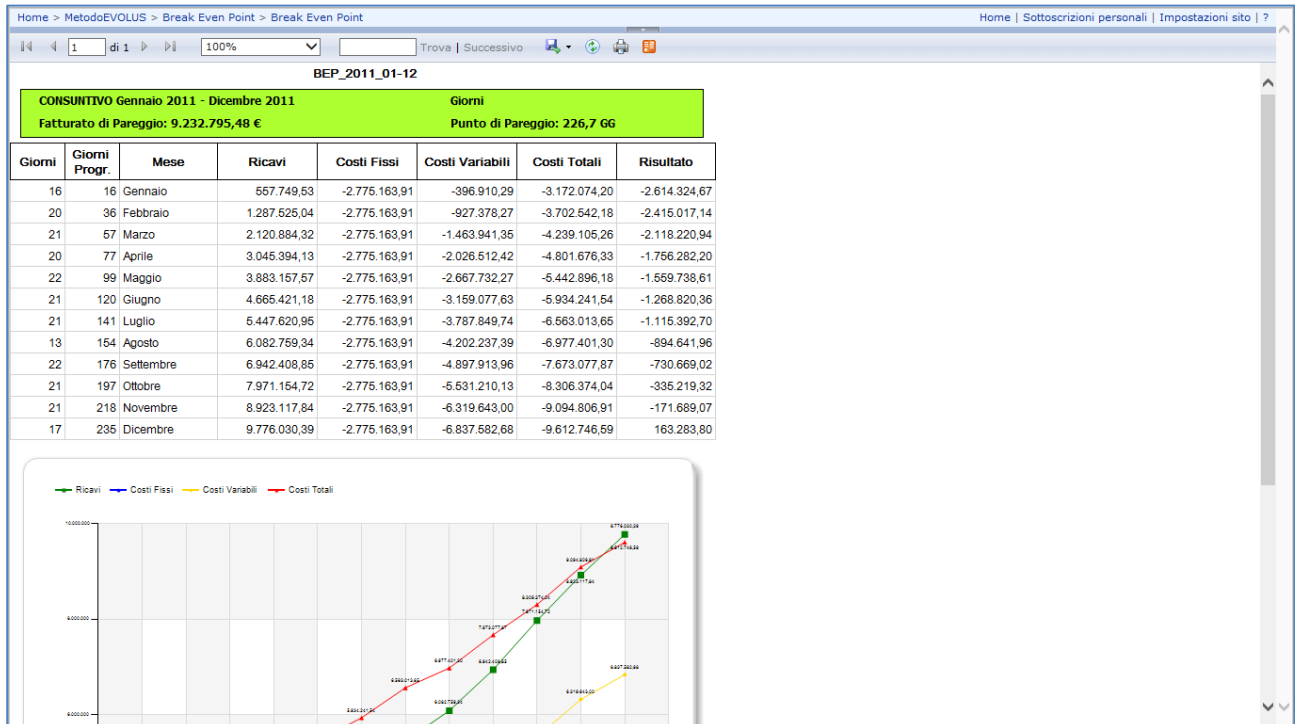 Home > MetodoEVOLUS > Break Even Point > Break Even Point
Home | Sottoscrizioni personali | Impostazioni sito | ?
1 di 1 100% Trova | Successivo
BEP_2011_01-12
CONSUNTIVO Gennaio 2011 - Dicembre 2011 Giorni
Fatturato di Pareggio: 9.232.795,48 € Punto di Pareggio: 226,7 GG
Giorni Giorni Progr. Mese Ricavi Costi Fissi Costi Variabili Costi Totali Risultato
16 16 Gennaio 557.749,53 -2.775.163,91 -396.910,29 -3.172.074,20 -2.614.324,67
20 36 Febbraio 1.287.525,04 -2.775.163,91 -927.378,27 -3.702.542,18 -2.415.017,14
21 57 Marzo 2.120.884,32 -2.775.163,91 -1.463.941,35 -4.239.105,26 -2.118.220,94
20 77 Aprile 3.045.394,13 -2.775.163,91 -2.026.512,42 -4.801.676,33 -1.756.282,20
22 99 Maggio 3.883.157,57 -2.775.163,91 -2.667.732,27 -5.442.896,18 -1.559.738,61
21 120 Giugno 4.665.421,18 -2.775.163,91 -3.159.077,63 -5.934.241,54 -1.268.820,36
21 141 Luglio 5.447.620,95 -2.775.163,91 -3.787.849,74 -6.563.013,65 -1.115.392,70
13 154 Agosto 6.082.759,34 -2.775.163,91 -4.202.237,39 -6.977.401,30 -894.641,96
22 176 Settembre 6.942.408,85 -2.775.163,91 -4.897.913,96 -7.673.077,87 -730.669,02
21 197 Ottobre 7.971.154,72 -2.775.163,91 -5.531.210,13 -8.306.374,04 -335.219,32
21 218 Novembre 8.923.117,84 -2.775.163,91 -6.319.643,00 -9.094.806,91 -171.689,07
17 235 Dicembre 9.776.030,39 -2.775.163,91 -6.837.582,68 -9.612.746,59 163.283,80
Ricavi Costi Fissi Costi Variabili Costi Totali
10.000.000